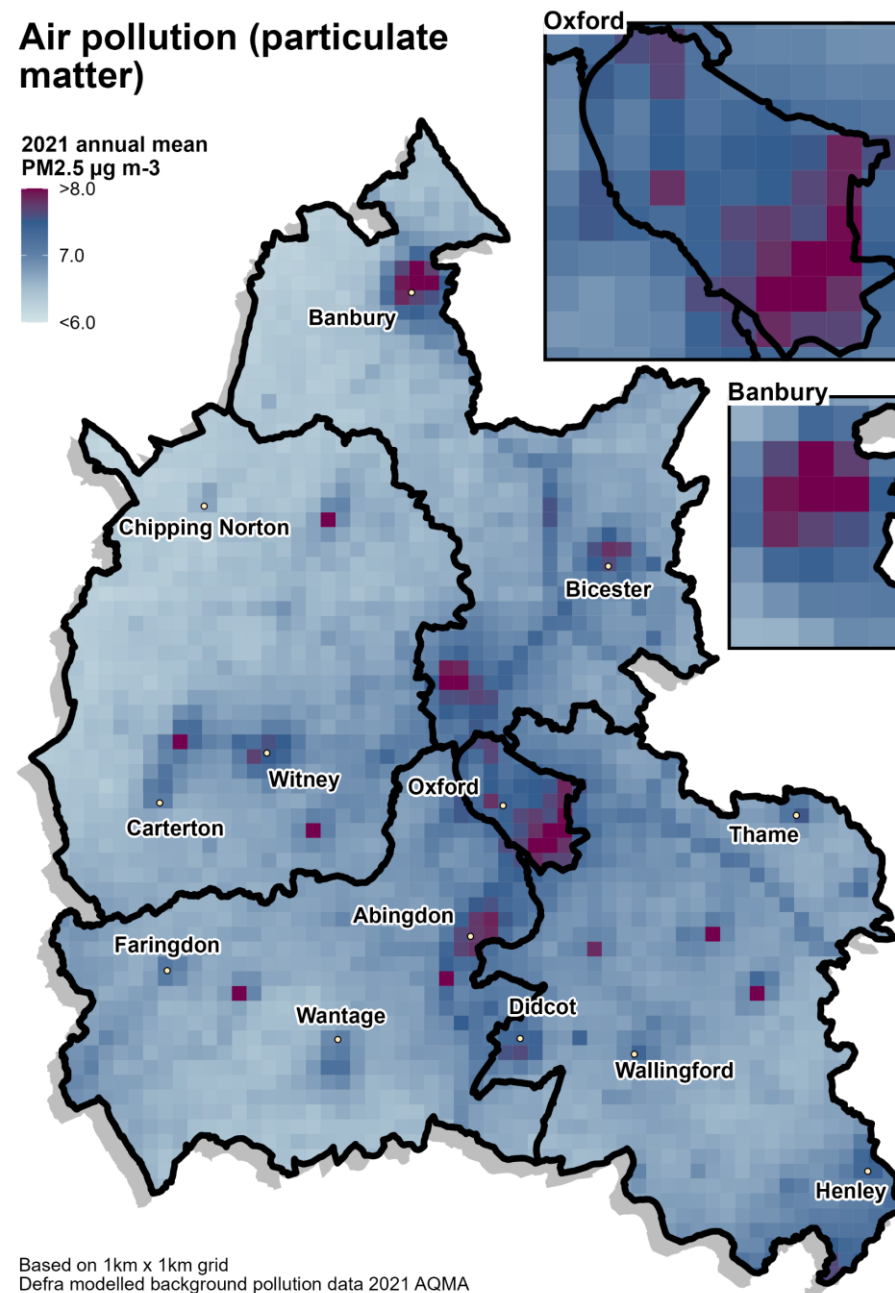 Air pollution (particulate
matter)
2021 annual mean
PM2.5 µg m-3
>8.0
7.0
<6.0
Oxford
Banbury
Banbury
Chipping Norton
Bicester
Witney
Carterton
Oxford
Thame
Abingdon
Faringdon
Wantage
Didcot
Wallingford
Henley
Based on 1km x 1km grid
Defra modelled background pollution data 2021 AQMA